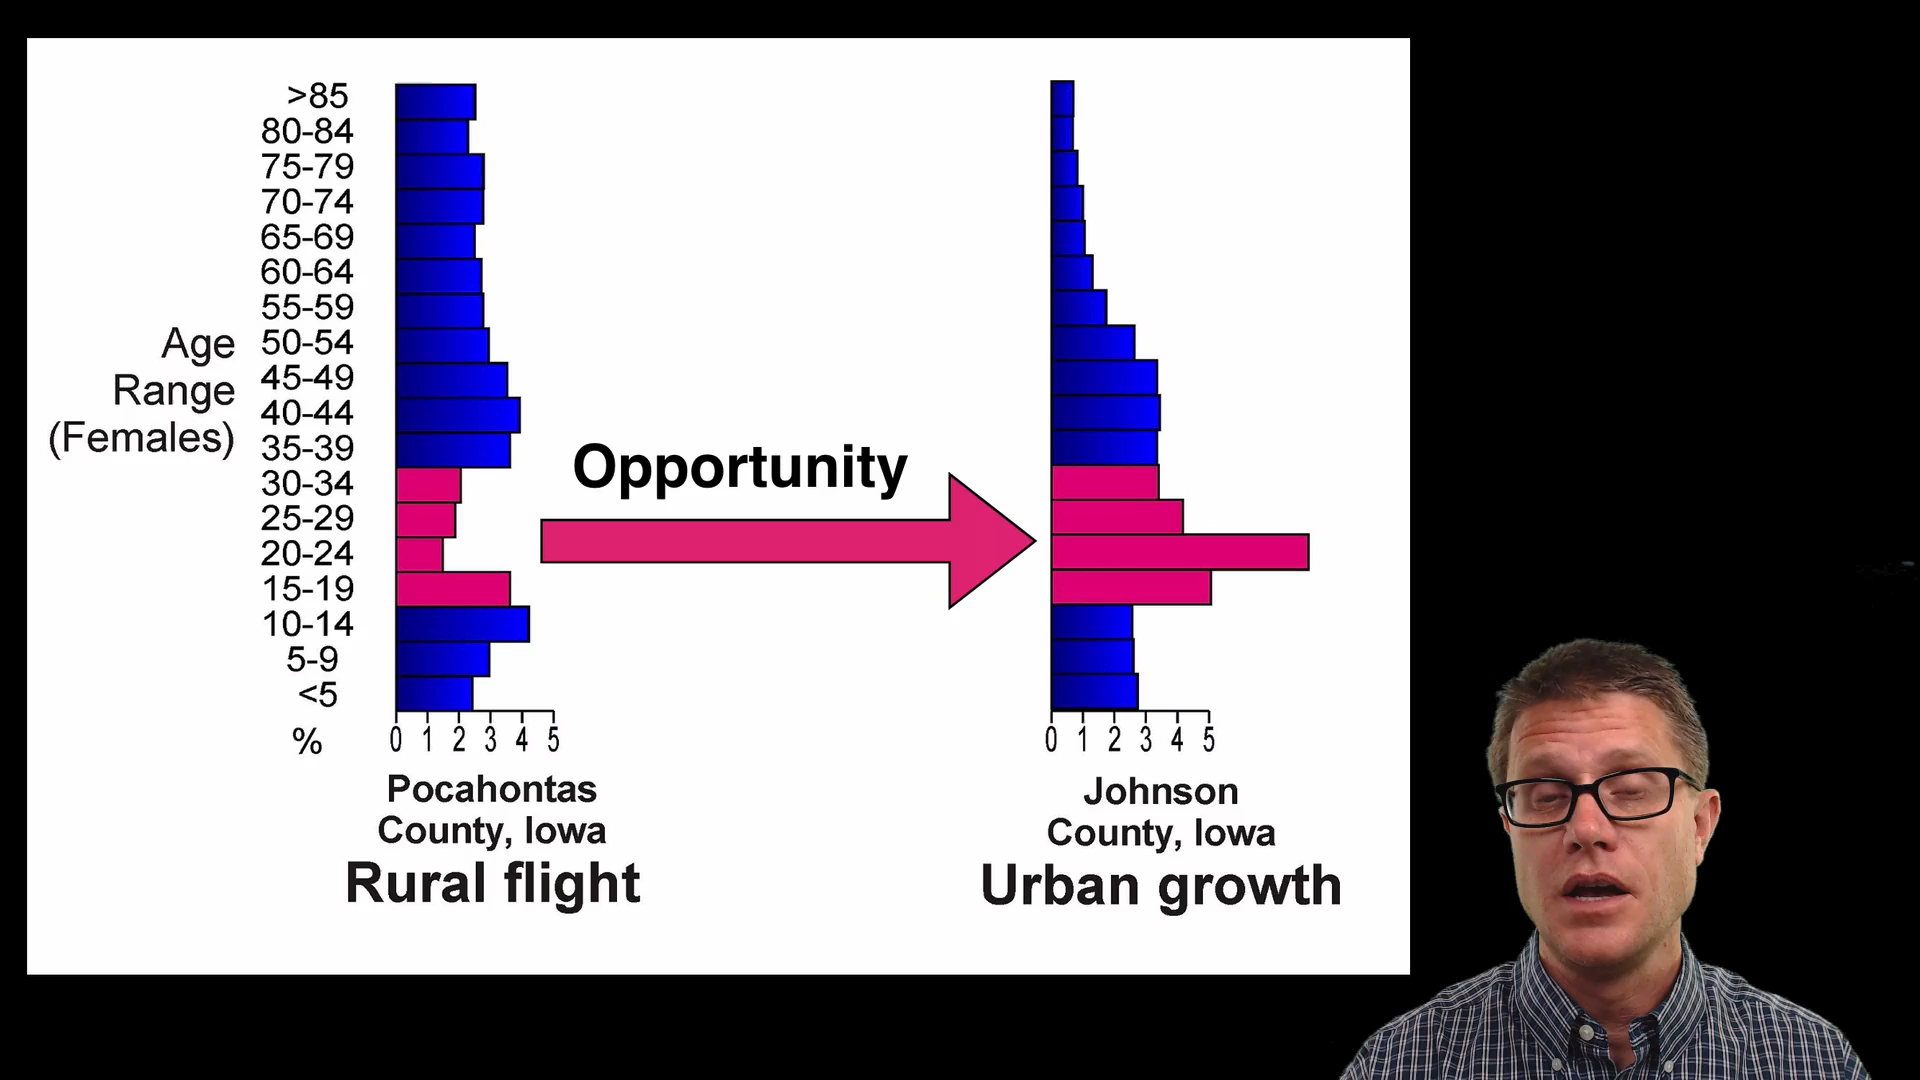 >85
80-84
75-79
70-74
65-69
60-64
55-59
50-54
45-49
40-44
35-39
30-34
25-29
20-24
15-19
10-14
5-9
<5
Age
Range
(Females)
%
0 1 2 3 4 5
Pocahontas
County, Iowa
Rural flight
Opportunity
0 1 2 3 4 5
Johnson
County, Iowa
Urban growth